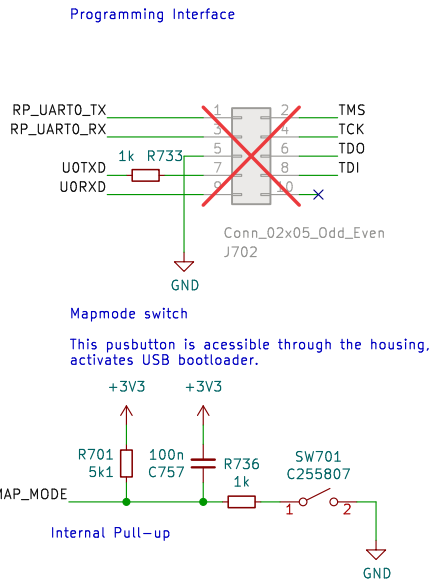 Programming Interface
RP_UART0_TX 1 2 TMS
RP_UART0_RX 3 4 TCK
1k R733 5 6 TDO
U0TXD 7 8 TDI
U0RXD 9 10
Conn_02x05_Odd_Even
J702
GND
Mapmode switch
This pusbutton is acessible through the housing,
activates USB bootloader.
+3V3 +3V3
R701 100n R736 SW701
5k1 C757 1k C255807
MAP_MODE 1 2
Internal Pull-up
GND